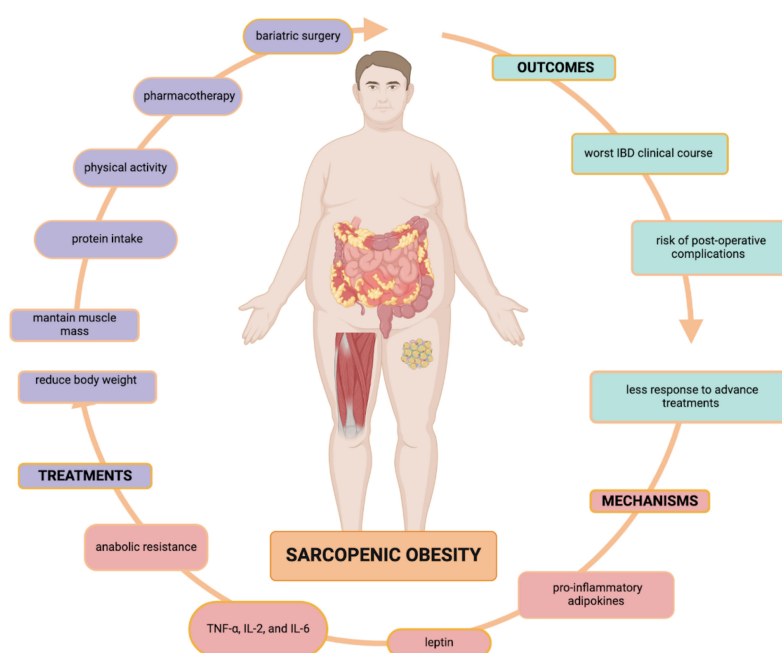 bariatric surgery
OUTCOMES
pharmacotherapy
worst IBD clinical course
physical activity
protein intake
risk of post-operative
complications
mantain muscle
mass
reduce body weight
less response to advance
treatments
TREATMENTS
MECHANISMS
anabolic resistance
SARCOPENIC OBESITY
pro-inflammatory
adipokines
TNF-α, IL-2, and IL-6
leptin